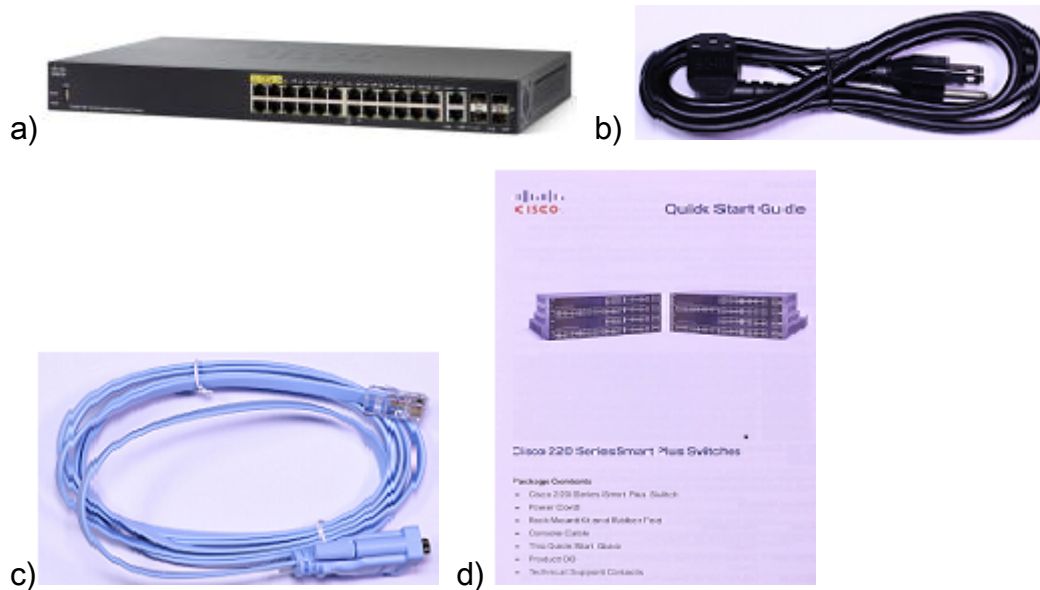 a)
b)
CISCO
Quick Start Guide
Cisco 220 Series Smart Plus Switches
Package Contents
- Cisco 220 Series Smart Plus Switch
- Power Cord
- Rack Mount Kit and Rubber Feet
- Console Cable
- This Quick Start Guide
- Product CD
- Technical Support Contacts
c)
d)